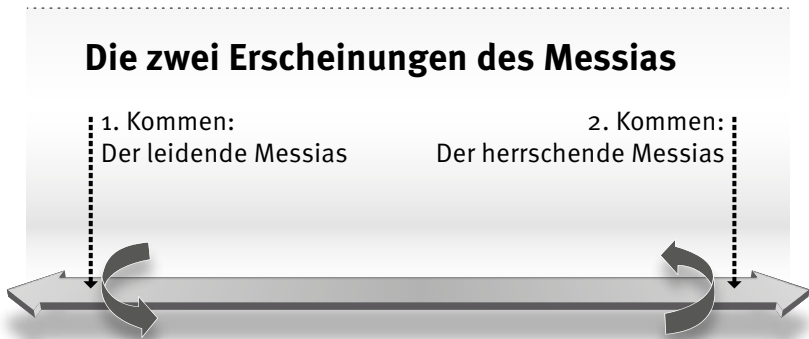 Die zwei Erscheinungen des Messias
1. Kommen:
Der leidende Messias
2. Kommen:
Der herrschende Messias